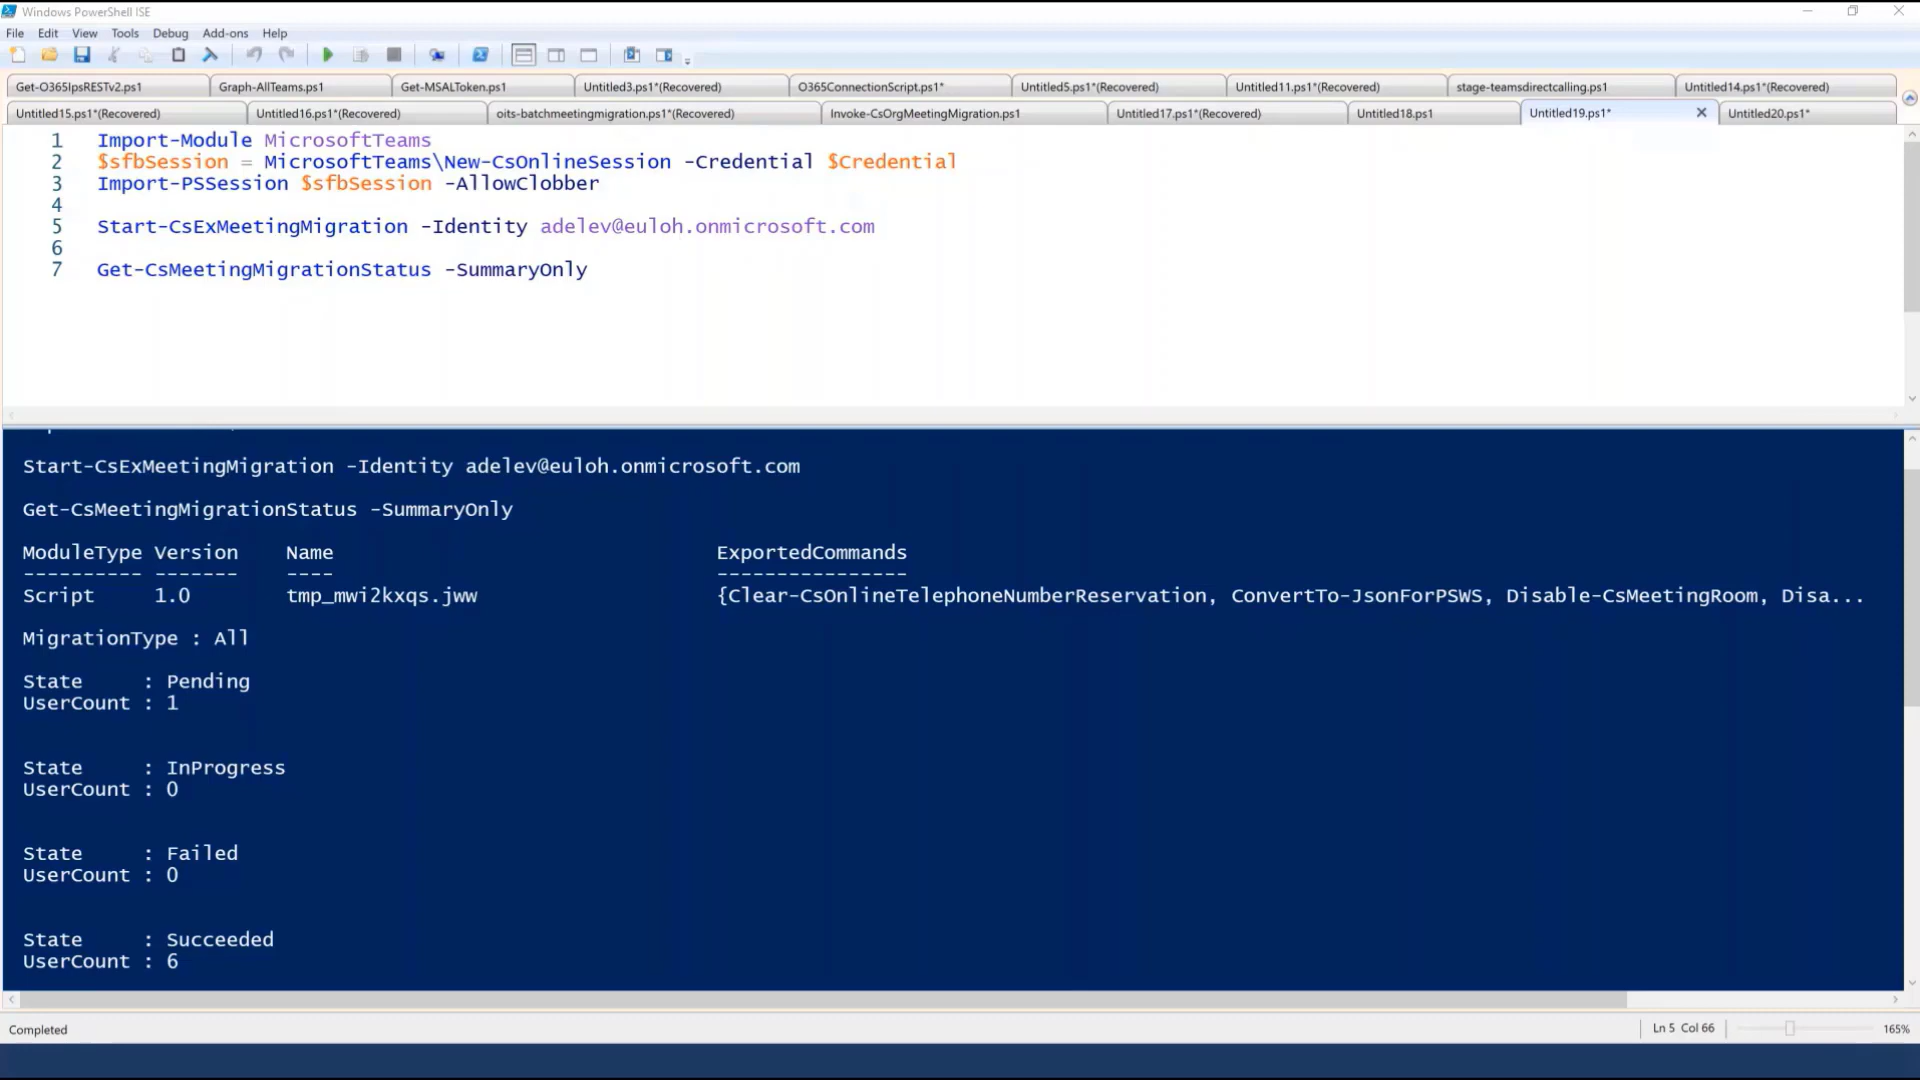 Windows PowerShell ISE
File Edit View Tools Debug Add-ons Help
Get-O365IpsRESTv2.ps1 Graph-AllTeams.ps1 Get-MSALToken.ps1 Untitled3.ps1*(Recovered) O365ConnectionScript.ps1* Untitled5.ps1*(Recovered) Untitled11.ps1*(Recovered) stage-teamsdirectcalling.ps1 Untitled14.ps1*(Recovered)
Untitled15.ps1*(Recovered) Untitled16.ps1*(Recovered) oits-batchmeetingmigration.ps1*(Recovered) Invoke-CsOrgMeetingMigration.ps1 Untitled17.ps1*(Recovered) Untitled18.ps1 Untitled19.ps1* Untitled20.ps1*
1 Import-Module MicrosoftTeams
2 $sfbSession = MicrosoftTeams\New-CsOnlineSession -Credential $Credential
3 Import-PSSession $sfbSession -AllowClobber
4
5 Start-CsExMeetingMigration -Identity adelev@euloh.onmicrosoft.com
6
7 Get-CsMeetingMigrationStatus -SummaryOnly
Start-CsExMeetingMigration -Identity adelev@euloh.onmicrosoft.com
Get-CsMeetingMigrationStatus -SummaryOnly
ModuleType Version Name ExportedCommands
---------- ------- ---- ----------------
Script 1.0 tmp_mwi2kxqs.jww {Clear-CsOnlineTelephoneNumberReservation, ConvertTo-JsonForPSWS, Disable-CsMeetingRoom, Disa...
MigrationType : All
State : Pending
UserCount : 1
State : InProgress
UserCount : 0
State : Failed
UserCount : 0
State : Succeeded
UserCount : 6
Completed Ln 5 Col 66 165%